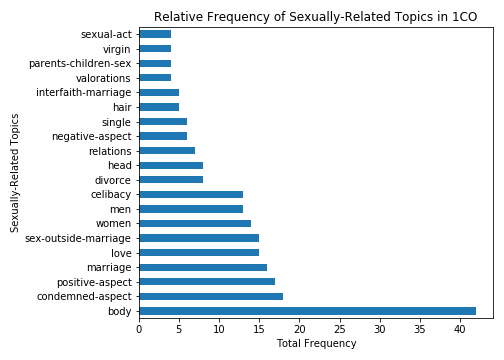 Relative Frequency of Sexually-Related Topics in 1CO
Sexually-Related Topics
sexual-act
virgin
parents-children-sex
valorations
interfaith-marriage
hair
single
negative-aspect
relations
head
divorce
celibacy
men
women
sex-outside-marriage
love
marriage
positive-aspect
condemned-aspect
body
0 5 10 15 20 25 30 35 40
Total Frequency